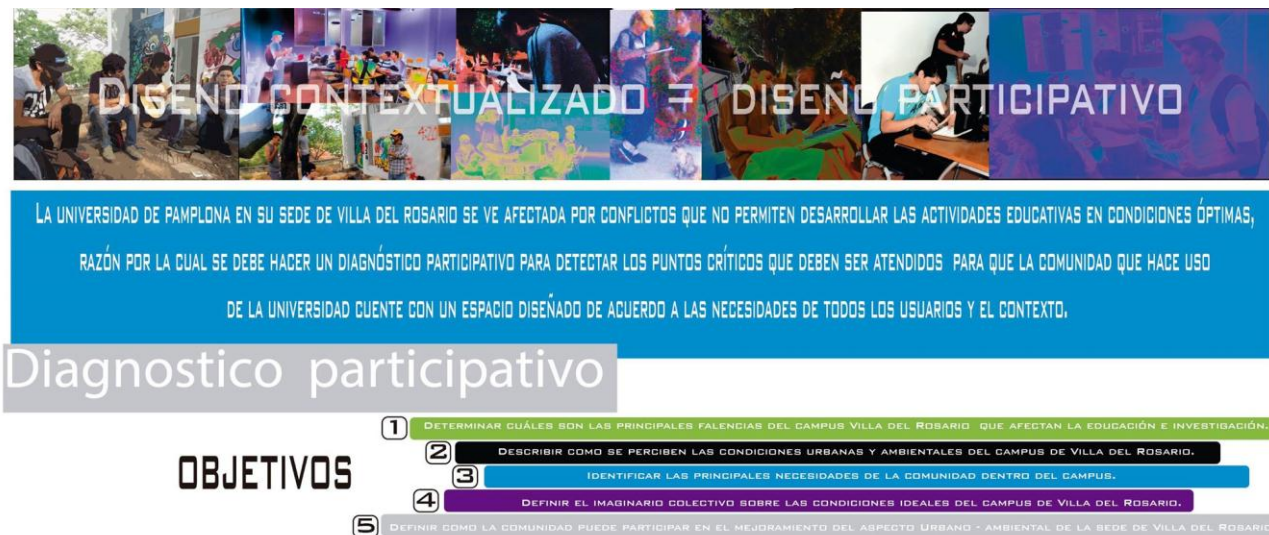 DISEÑO CONTEXTUALIZADO = DISEÑO PARTICIPATIVO
LA UNIVERSIDAD DE PAMPLONA EN SU SEDE DE VILLA DEL ROSARIO SE VE AFECTADA POR CONFLICTOS QUE NO PERMITEN DESARROLLAR LAS ACTIVIDADES EDUCATIVAS EN CONDICIONES ÓPTIMAS,
RAZÓN POR LA CUAL SE DEBE HACER UN DIAGNÓSTICO PARTICIPATIVO PARA DETECTAR LOS PUNTOS CRÍTICOS QUE DEBEN SER ATENDIDOS PARA QUE LA COMUNIDAD QUE HACE USO
DE LA UNIVERSIDAD CUENTE CON UN ESPACIO DISEÑADO DE ACUERDO A LAS NECESIDADES DE TODOS LOS USUARIOS Y EL CONTEXTO.
Diagnostico participativo
OBJETIVOS
1 DETERMINAR CUÁLES SON LAS PRINCIPALES FALENCIAS DEL CAMPUS VILLA DEL ROSARIO QUE AFECTAN LA EDUCACIÓN E INVESTIGACIÓN.
2 DESCRIBIR COMO SE PERCIBEN LAS CONDICIONES URBANAS Y AMBIENTALES DEL CAMPUS DE VILLA DEL ROSARIO.
3 IDENTIFICAR LAS PRINCIPALES NECESIDADES DE LA COMUNIDAD DENTRO DEL CAMPUS.
4 DEFINIR EL IMAGINARIO COLECTIVO SOBRE LAS CONDICIONES IDEALES DEL CAMPUS DE VILLA DEL ROSARIO.
5 DEFINIR COMO LA COMUNIDAD PUEDE PARTICIPAR EN EL MEJORAMIENTO DEL ASPECTO URBANO - AMBIENTAL DE LA SEDE DE VILLA DEL ROSARIO